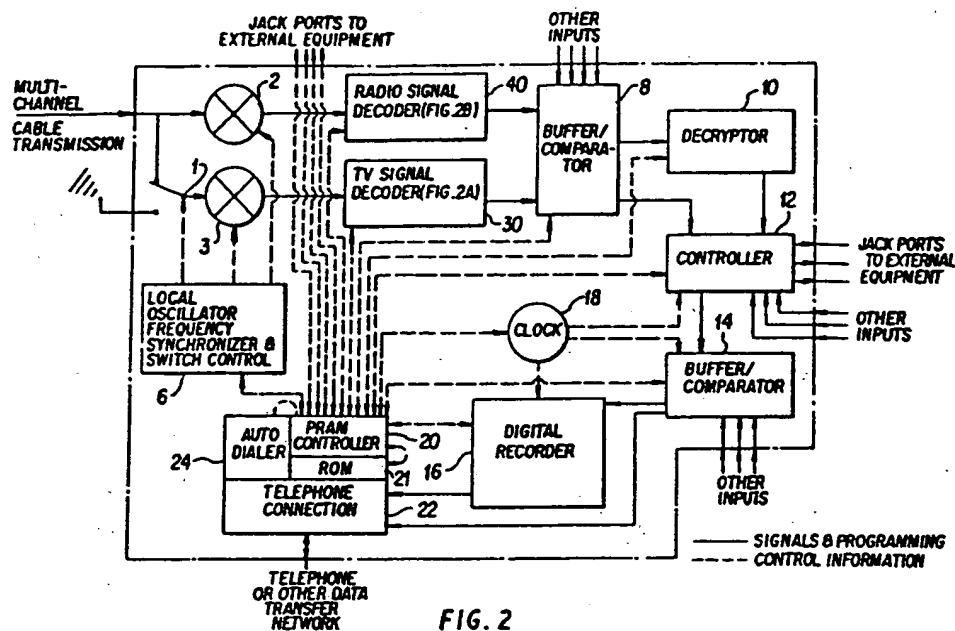 JACK PORTS TO
EXTERNAL EQUIPMENT
OTHER
INPUTS
MULTI-
CHANNEL
CABLE
TRANSMISSION
2
RADIO SIGNAL
DECODER(FIG.2B)
40
8
BUFFER/
COMPARA-
TOR
10
DECRYPTOR
1
3
TV SIGNAL
DECODER(FIG.2A)
30
12
CONTROLLER
JACK PORTS
TO EXTERNAL
EQUIPMENT
LOCAL
OSCILLATOR
FREQUENCY
SYNCHRONIZER &
SWITCH CONTROL
6
18
CLOCK
OTHER
INPUTS
14
BUFFER/
COMPARATOR
AUTO
DIALER
24
PRAM
CONTROLLER
20
ROM
21
16
DIGITAL
RECORDER
TELEPHONE
CONNECTION
22
OTHER
INPUTS
SIGNALS & PROGRAMMING
CONTROL INFORMATION
TELEPHONE
OR OTHER DATA
TRANSFER
NETWORK
FIG. 2